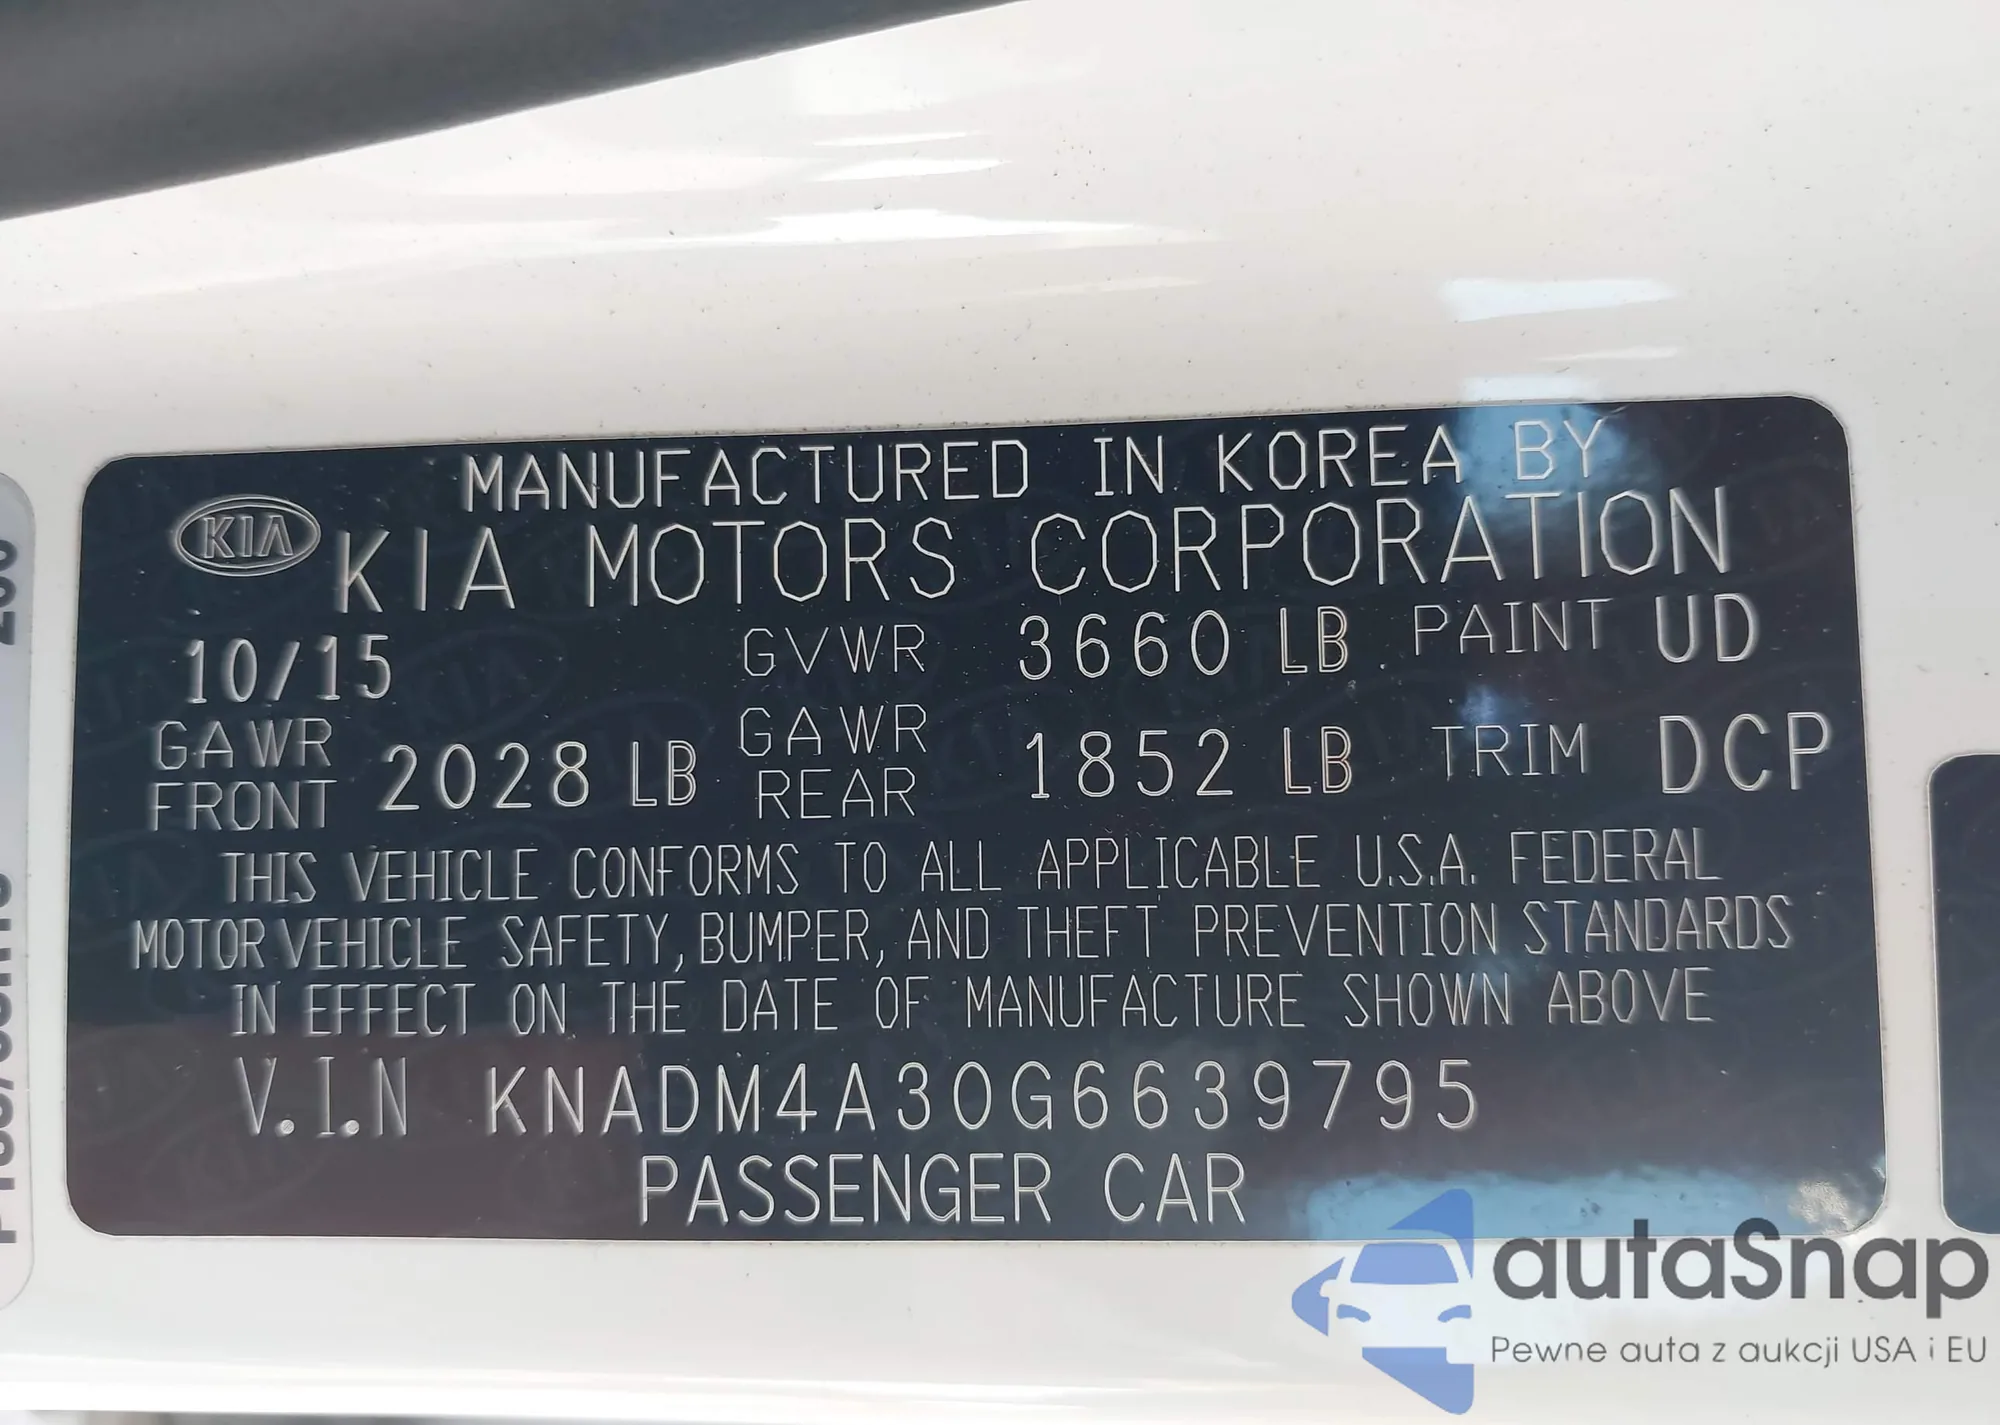 MANUFACTURED IN KOREA BY
KIA KIA MOTORS CORPORATION
10/15 GVWR 3660 LB PAINT UD
GAWR FRONT 2028 LB GAWR REAR 1852 LB TRIM DCP
THIS VEHICLE CONFORMS TO ALL APPLICABLE U.S.A. FEDERAL
MOTOR VEHICLE SAFETY, BUMPER, AND THEFT PREVENTION STANDARDS
IN EFFECT ON THE DATE OF MANUFACTURE SHOWN ABOVE
V.I.N KNADM4A30G6639795
PASSENGER CAR
autaSnap
Pewne auta z aukcji USA i EU